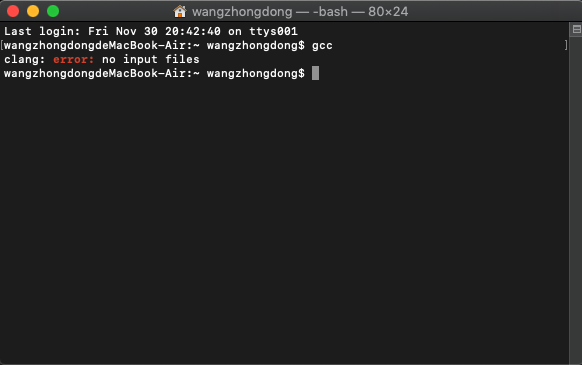 wangzhongdong — -bash — 80×24
Last login: Fri Nov 30 20:42:40 on ttys001
[wangzhongdongdeMacBook-Air:~ wangzhongdong$ gcc ]
clang: error: no input files
wangzhongdongdeMacBook-Air:~ wangzhongdong$